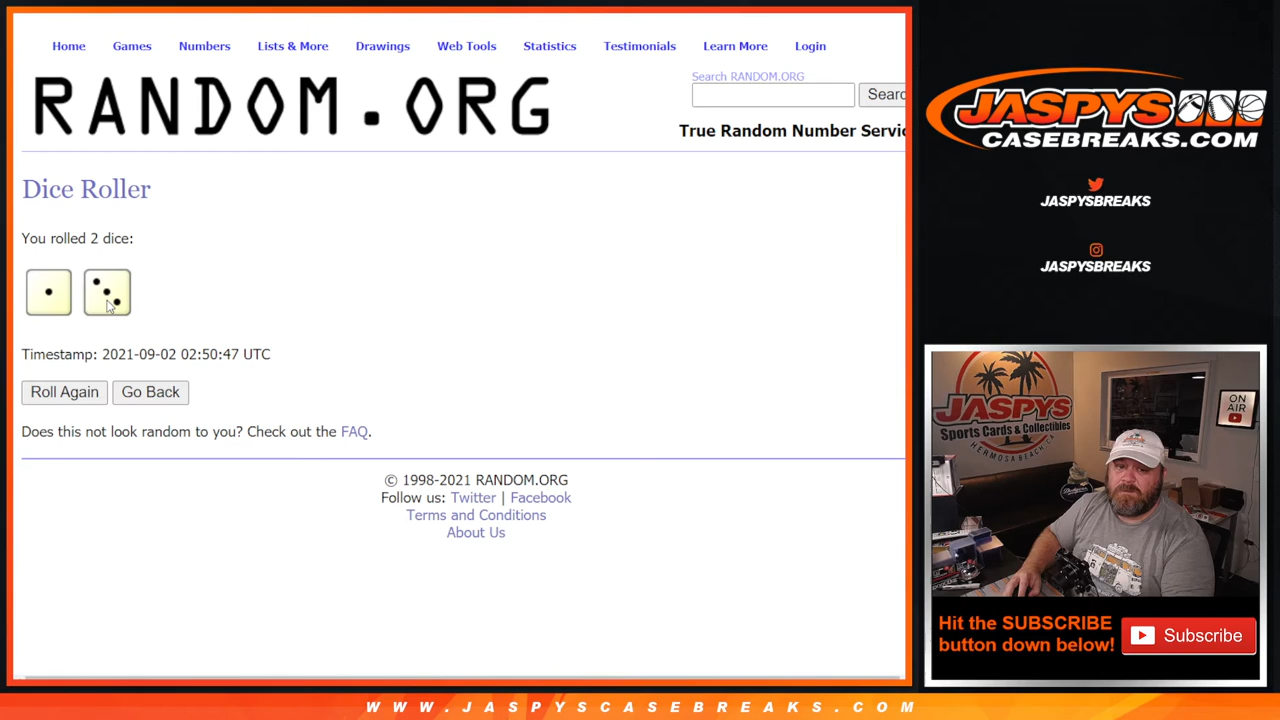 Home Games Numbers Lists & More Drawings Web Tools Statistics Testimonials Learn More Login
RANDOM.ORG
Search RANDOM.ORG
Searc
True Random Number Servic
Dice Roller
You rolled 2 dice:
Timestamp: 2021-09-02 02:50:47 UTC
Roll Again Go Back
Does this not look random to you? Check out the FAQ.
© 1998-2021 RANDOM.ORG
Follow us: Twitter | Facebook
Terms and Conditions
About Us
JASPYS
CASEBREAKS.COM
JASPYSBREAKS
JASPYSBREAKS
JASPYS
Sports Cards & Collectibles
HERMOSA BEACH, CA
ON
AIR
Hit the SUBSCRIBE
button down below!
Subscribe
WWW.JASPYSCASEBREAKS.COM